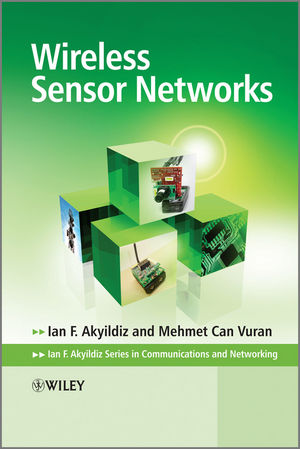 Wireless
Sensor Networks
Ian F. Akyildiz and Mehmet Can Vuran
Ian F. Akyildiz Series in Communications and Networking
WILEY